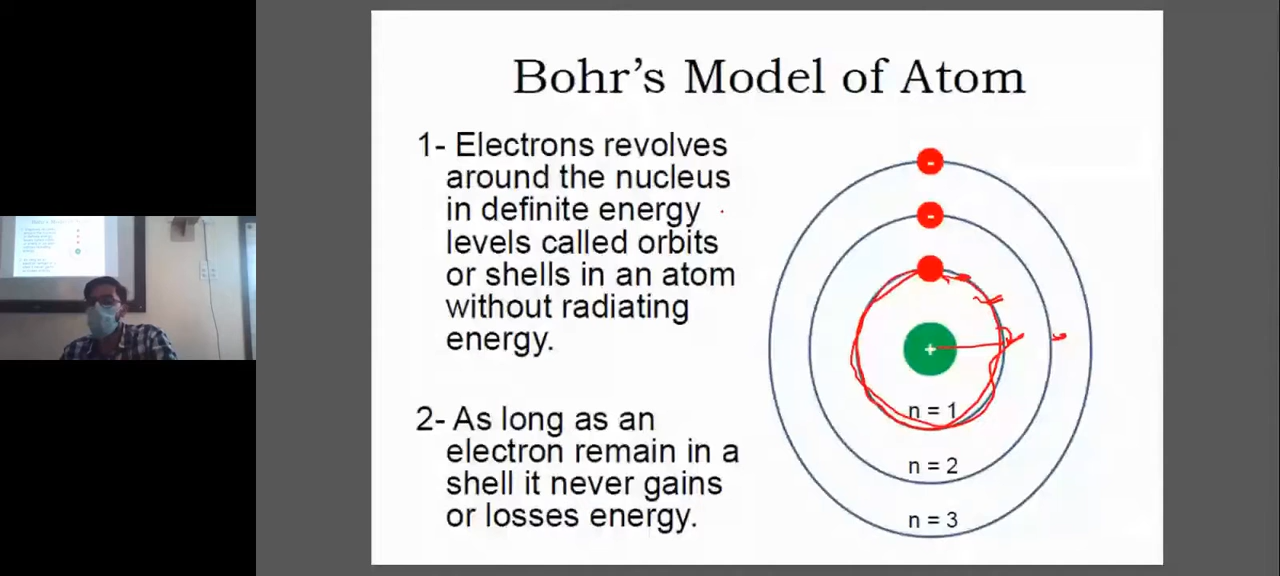 Bohr's Model of Atom
1- Electrons revolves
around the nucleus
in definite energy
levels called orbits
or shells in an atom
without radiating
energy.
2- As long as an
electron remain in a
shell it never gains
or losses energy.
-
-
+
n = 1
n = 2
n = 3